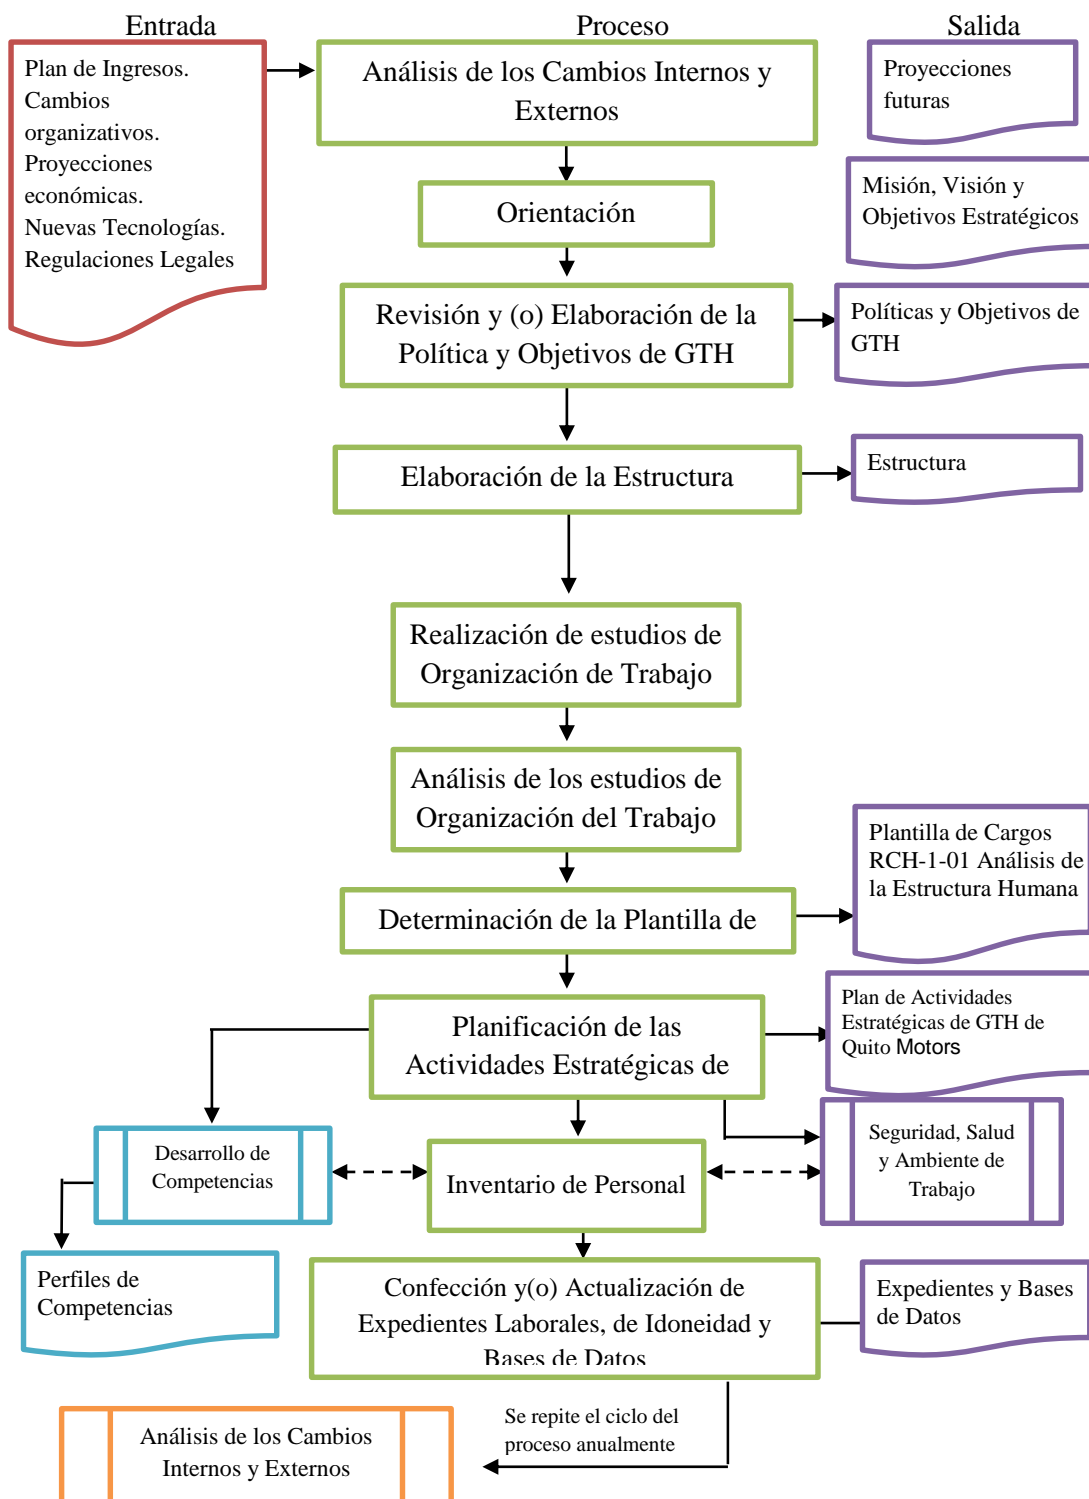 Entrada
Proceso
Salida
Plan de Ingresos.
Cambios
organizativos.
Proyecciones
económicas.
Nuevas Tecnologías.
Regulaciones Legales
Análisis de los Cambios Internos y
Externos
Proyecciones
futuras
Orientación
Misión, Visión y
Objetivos Estratégicos
Revisión y (o) Elaboración de la
Política y Objetivos de GTH
Políticas y Objetivos de
GTH
Elaboración de la Estructura
Estructura
Realización de estudios de
Organización de Trabajo
Análisis de los estudios de
Organización del Trabajo
Plantilla de Cargos
RCH-1-01 Análisis de
la Estructura Humana
Determinación de la Plantilla de
Planificación de las
Actividades Estratégicas de
Plan de Actividades
Estratégicas de GTH de
Quito Motors
Desarrollo de
Competencias
Inventario de Personal
Seguridad, Salud
y Ambiente de
Trabajo
Perfiles de
Competencias
Confección y(o) Actualización de
Expedientes Laborales, de Idoneidad y
Bases de Datos
Expedientes y Bases
de Datos
Se repite el ciclo del
proceso anualmente
Análisis de los Cambios
Internos y Externos